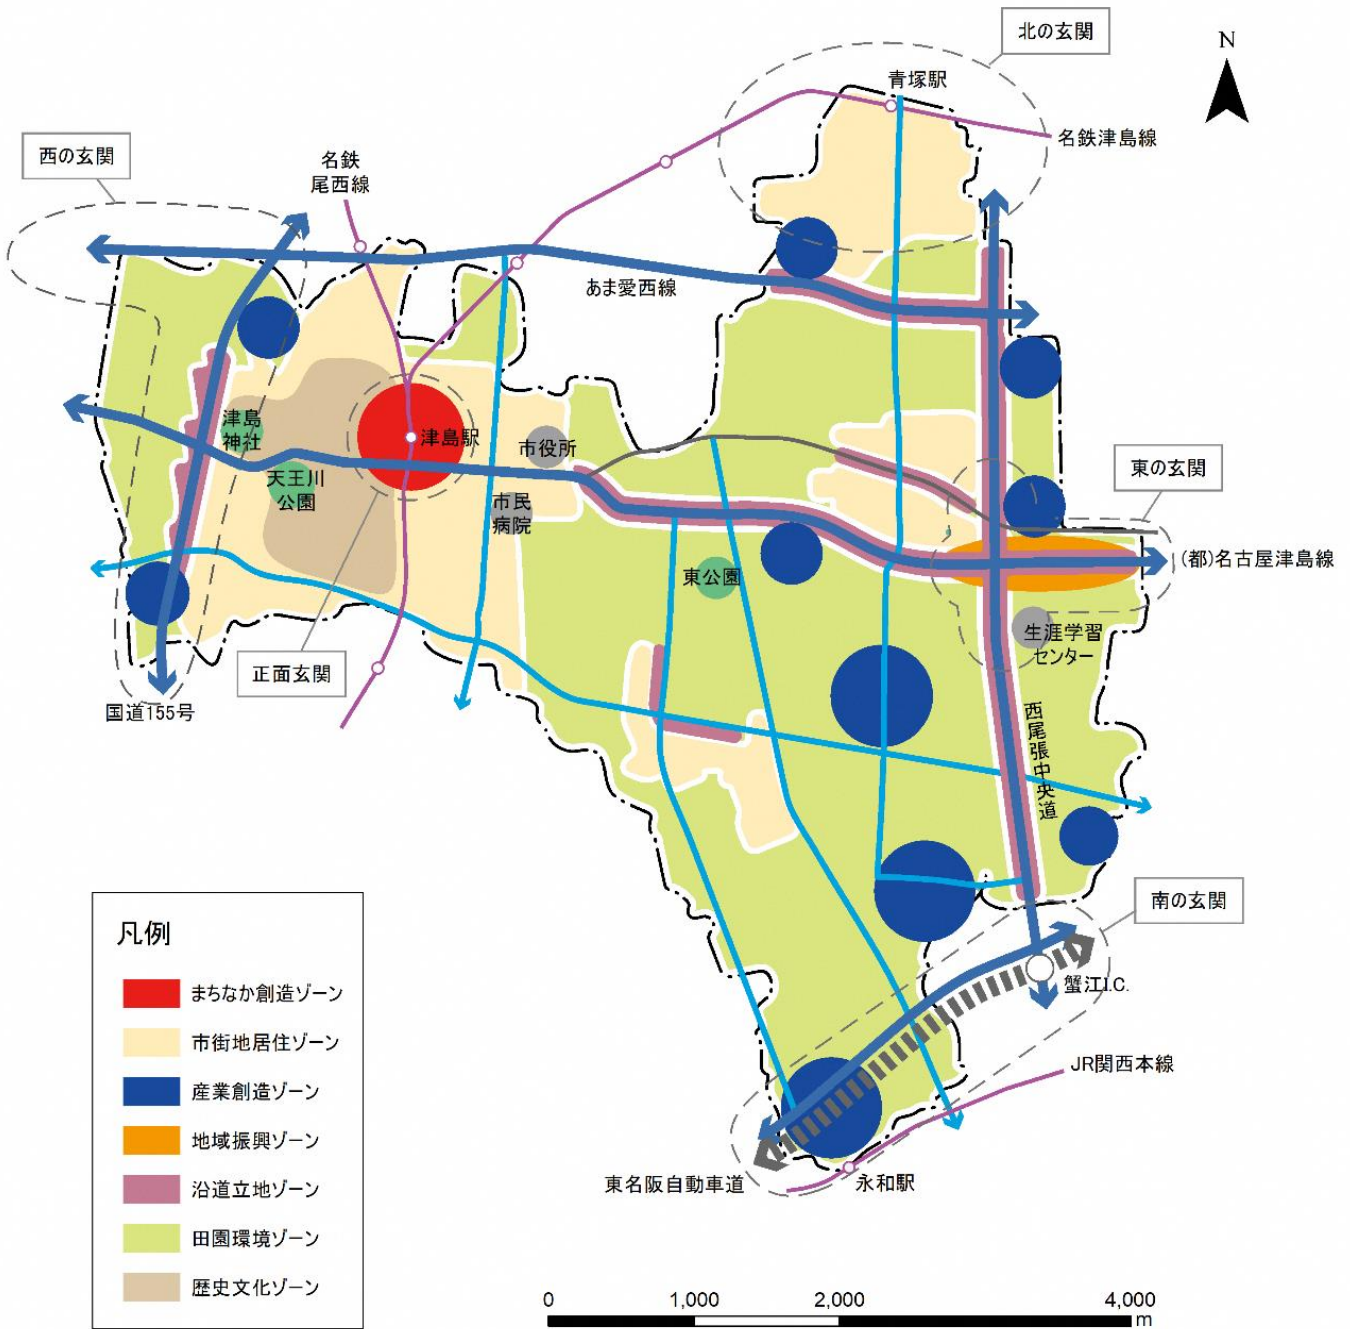 北の玄関
N
青塚駅
名鉄津島線
西の玄関
名鉄
尾西線
あま愛西線
津島
神社
津島駅
市役所
東の玄関
天王川
公園
市民
病院
(都)名古屋津島線
東公園
生涯学習
センター
正面玄関
国道155号
西尾張中央道
南の玄関
蟹江I.C.
JR関西本線
東名阪自動車道
永和駅
凡例
まちなか創造ゾーン
市街地居住ゾーン
産業創造ゾーン
地域振興ゾーン
沿道立地ゾーン
田園環境ゾーン
歴史文化ゾーン
0 1,000 2,000 4,000
m